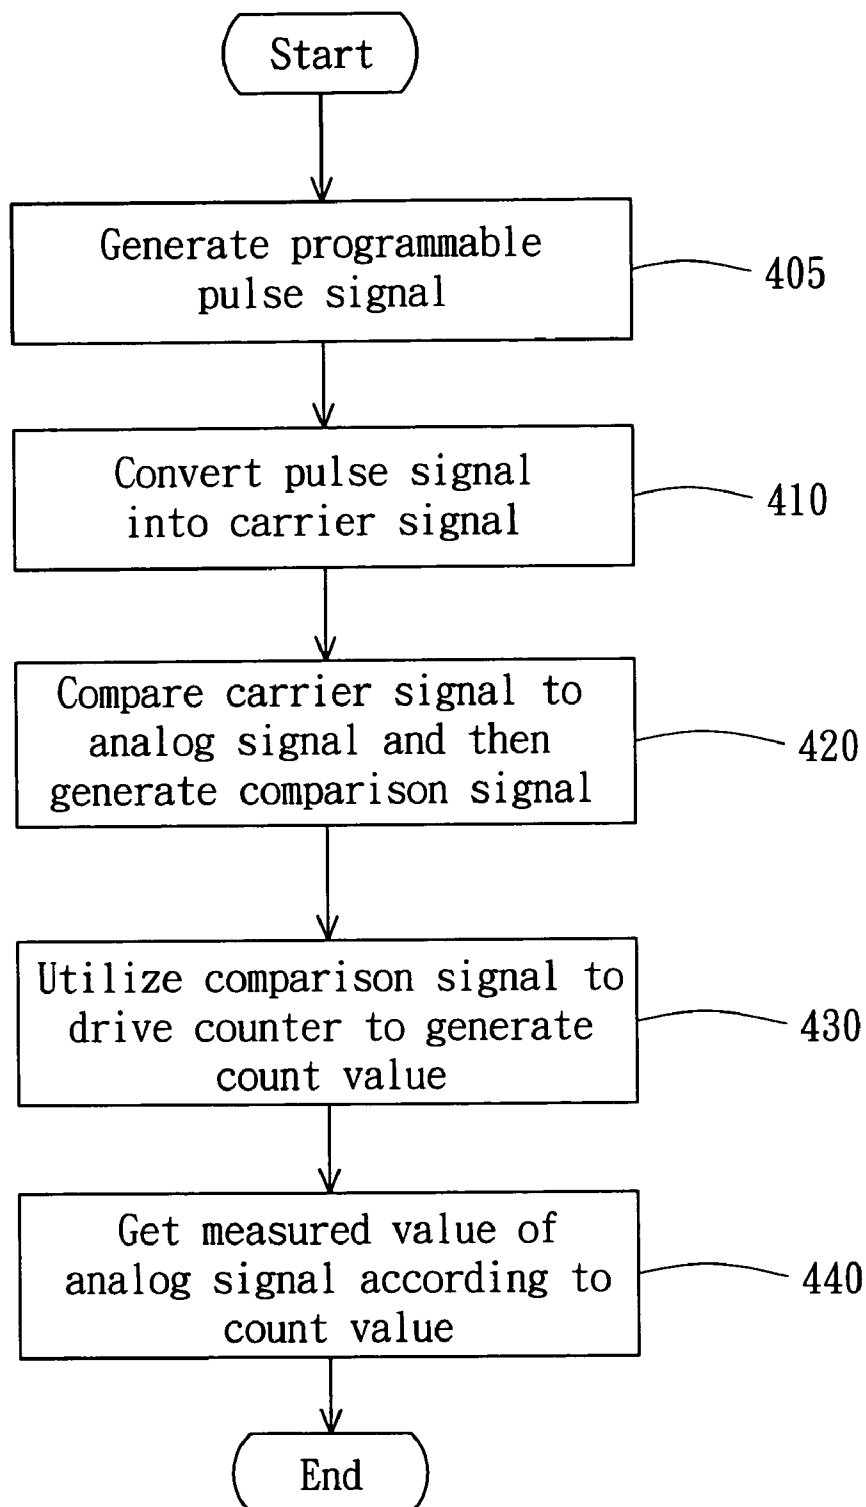 Start
Generate programmable
pulse signal
405
Convert pulse signal
into carrier signal
410
Compare carrier signal to
analog signal and then
generate comparison signal
420
Utilize comparison signal to
drive counter to generate
count value
430
Get measured value of
analog signal according to
count value
440
End